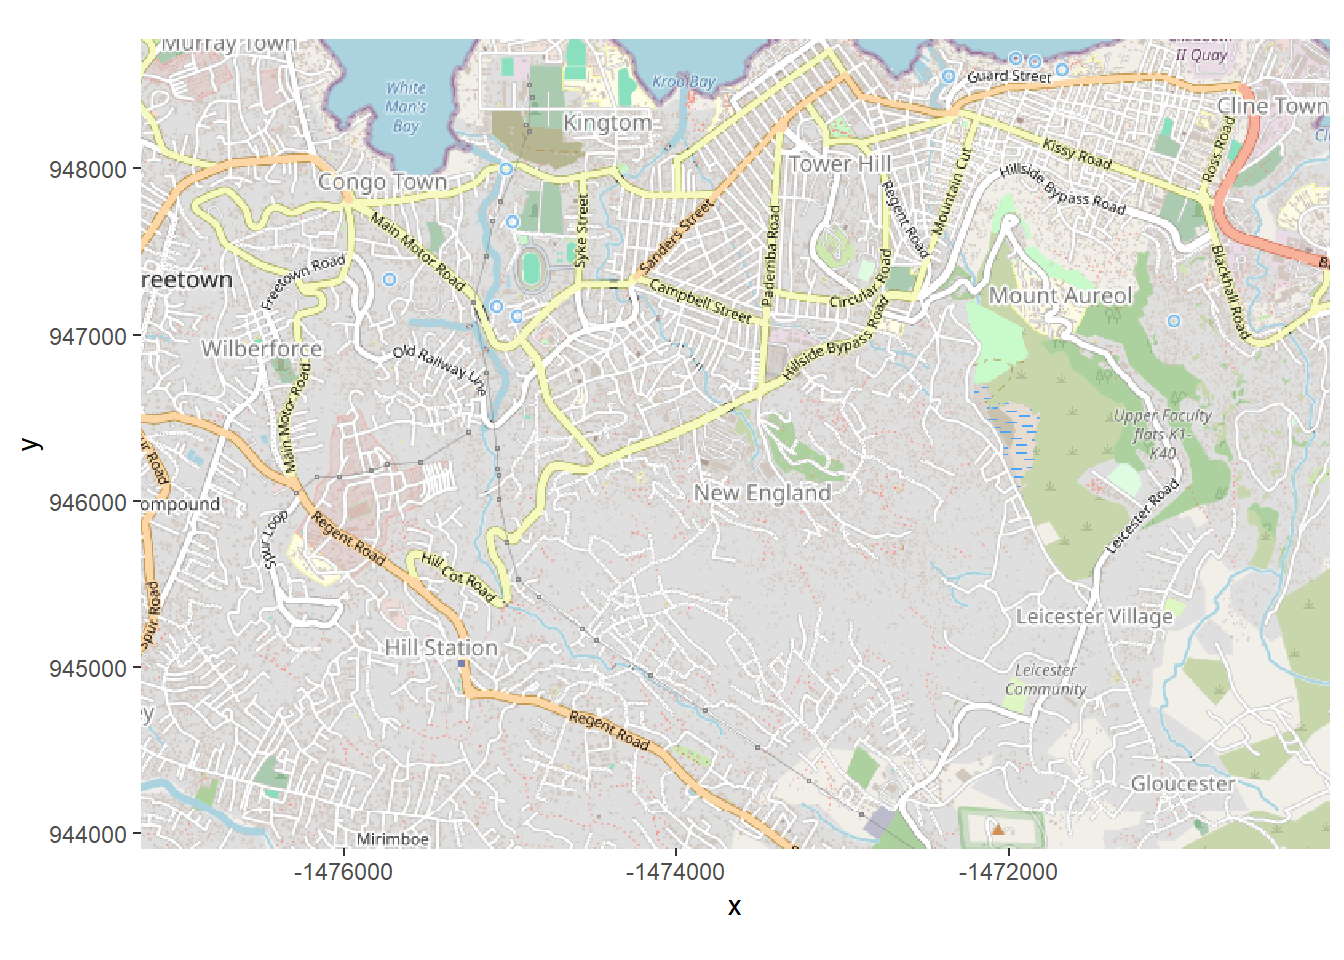 Murray Town
II Quay
Guard Street
Kroo Bay
White
Man's
Bay
Cline Town
Kingtom
Kissy Road
Ross Road
Tower Hill
Mountain Cut
948000
Congo Town
Hillside Bypass Road
Regent Road
Syke Street
Sanders Street
Main Motor Road
Pademba Road
Freetown Road
reetown
Circular Road
Blackhall Road
Campbell Street
Mount Aureol
947000
Wilberforce
Old Railway Line
Hillside Bypass Road
Main Motor Road
Upper Faculty
flats K1-
K40
y
ur Road
New England
946000
ompound
Leicester Road
Spur Loop
Regent Road
Hill Cot Road
Spur Road
Leicester Village
Hill Station
945000
Leicester
Community
ey
Regent Road
Gloucester
944000
Mirimboe
-1476000
-1474000
-1472000
x